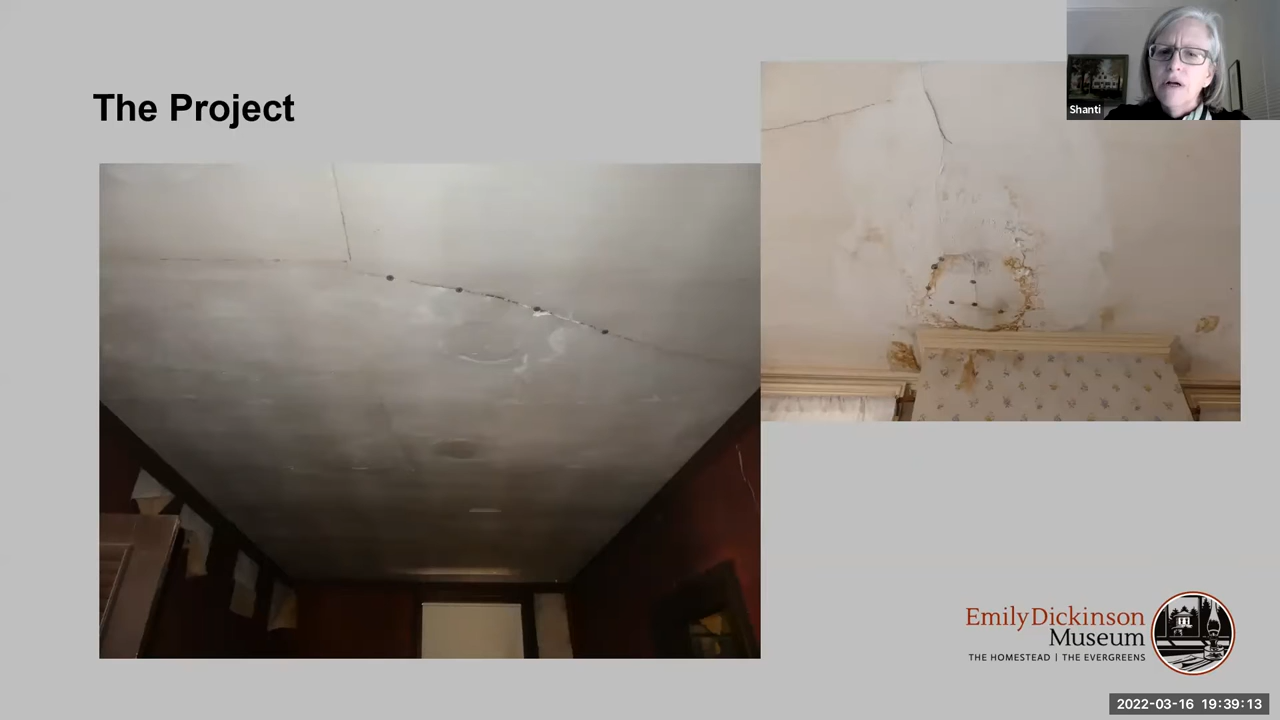 The Project
Shanti
Emily Dickinson
Museum
THE HOMESTEAD | THE EVERGREENS
2022-03-16 19:39:13